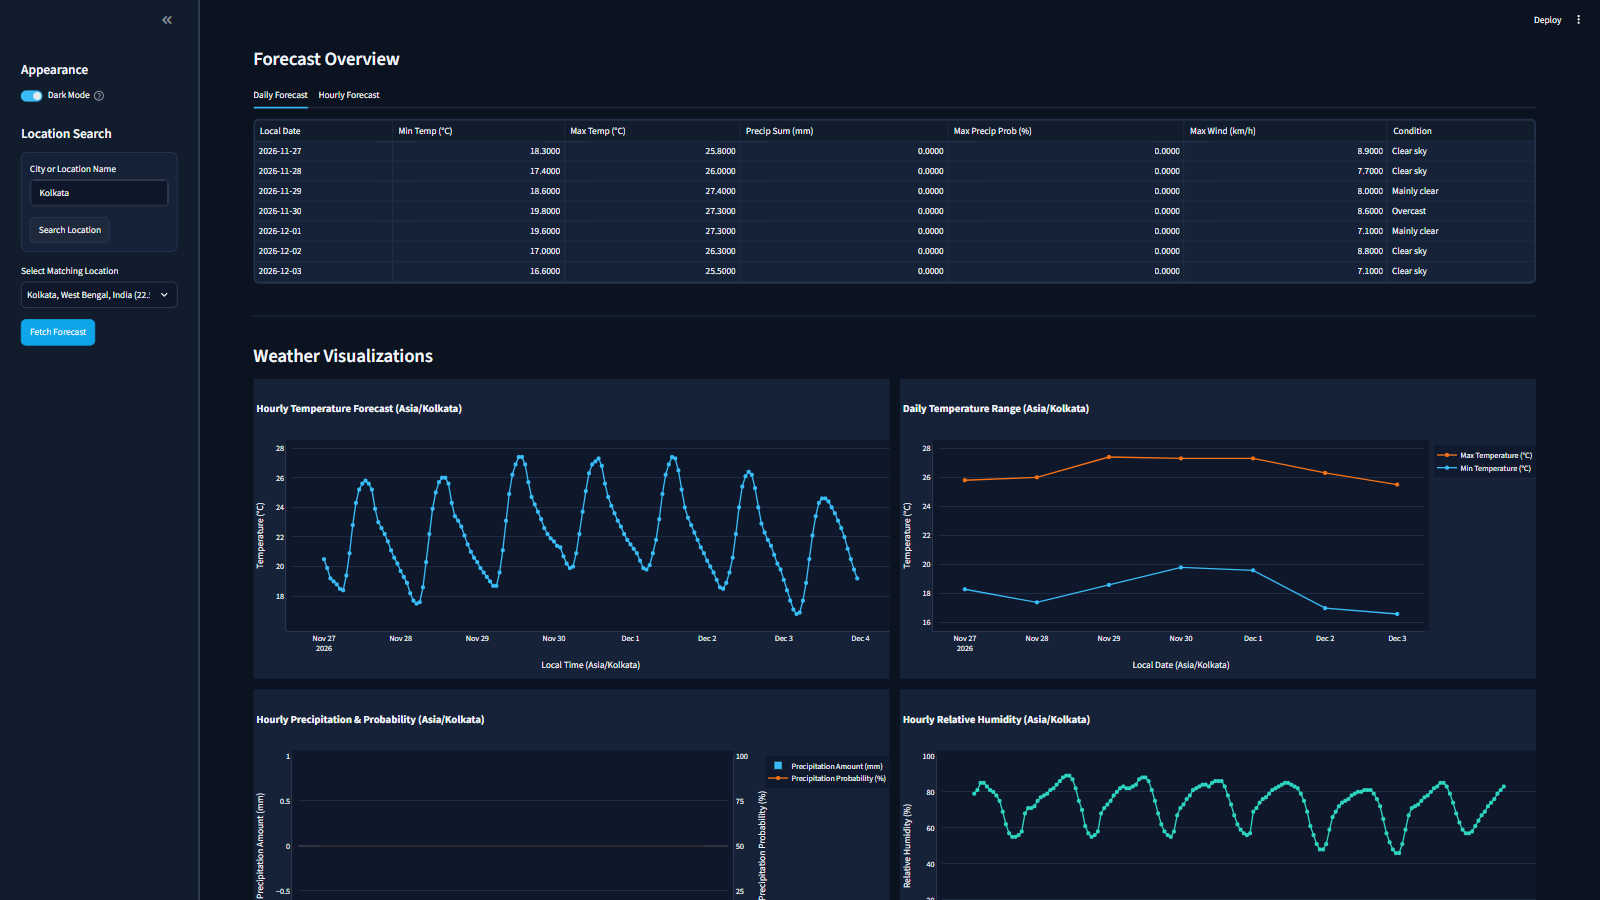 Deploy
Appearance
Dark Mode
Location Search
City or Location Name
Kolkata
Search Location
Select Matching Location
Kolkata, West Bengal, India (22.
Fetch Forecast
Forecast Overview
Daily Forecast Hourly Forecast
Local Date Min Temp (°C) Max Temp (°C) Precip Sum (mm) Max Precip Prob (%) Max Wind (km/h) Condition
2026-11-27 18.3000 25.8000 0.0000 0.0000 8.9000 Clear sky
2026-11-28 17.4000 26.0000 0.0000 0.0000 7.7000 Clear sky
2026-11-29 18.6000 27.4000 0.0000 0.0000 8.0000 Mainly clear
2026-11-30 19.8000 27.3000 0.0000 0.0000 8.6000 Overcast
2026-12-01 19.6000 27.3000 0.0000 0.0000 7.1000 Mainly clear
2026-12-02 17.0000 26.3000 0.0000 0.0000 8.8000 Clear sky
2026-12-03 16.6000 25.5000 0.0000 0.0000 7.1000 Clear sky
Weather Visualizations
Hourly Temperature Forecast (Asia/Kolkata)
Temperature (°C)
28
26
24
22
20
18
Nov 27 Nov 28 Nov 29 Nov 30 Dec 1 Dec 2 Dec 3 Dec 4
2026
Local Time (Asia/Kolkata)
Daily Temperature Range (Asia/Kolkata)
Max Temperature (°C)
Min Temperature (°C)
Temperature (°C)
28
26
24
22
20
18
16
Nov 27 Nov 28 Nov 29 Nov 30 Dec 1 Dec 2 Dec 3
2026
Local Date (Asia/Kolkata)
Hourly Precipitation & Probability (Asia/Kolkata)
Precipitation Amount (mm)
Precipitation Probability (%)
Precipitation Amount (mm)
1
0.5
0
−0.5
100
75
50
25
Precipitation Probability (%)
Hourly Relative Humidity (Asia/Kolkata)
Relative Humidity (%)
100
80
60
40